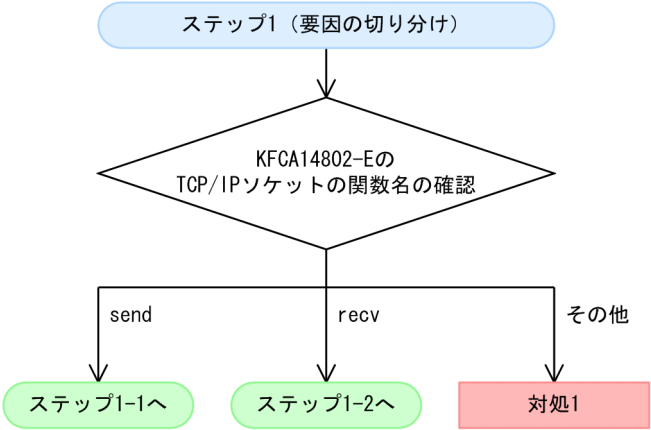 ステップ1（要因の切り分け）
KFCA14802-Eの
TCP/IPソケットの関数名の確認
send
recv
その他
ステップ1-1へ
ステップ1-2へ
対処1